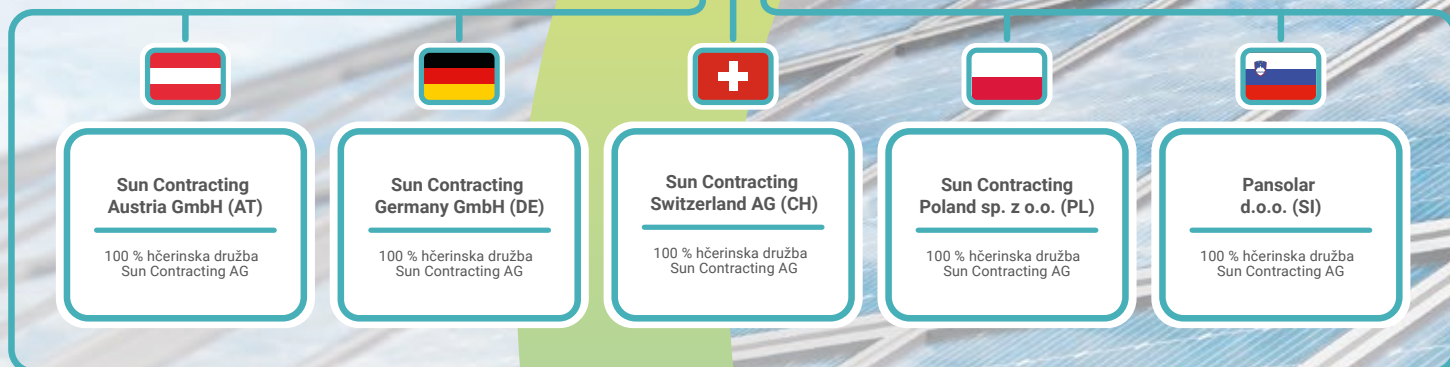 Sun Contracting
Austria GmbH (AT)
100 % hčerinska družba
Sun Contracting AG
Sun Contracting
Germany GmbH (DE)
100 % hčerinska družba
Sun Contracting AG
Sun Contracting
Switzerland AG (CH)
100 % hčerinska družba
Sun Contracting AG
Sun Contracting
Poland sp. z o.o. (PL)
100 % hčerinska družba
Sun Contracting AG
Pansolar
d.o.o. (SI)
100 % hčerinska družba
Sun Contracting AG